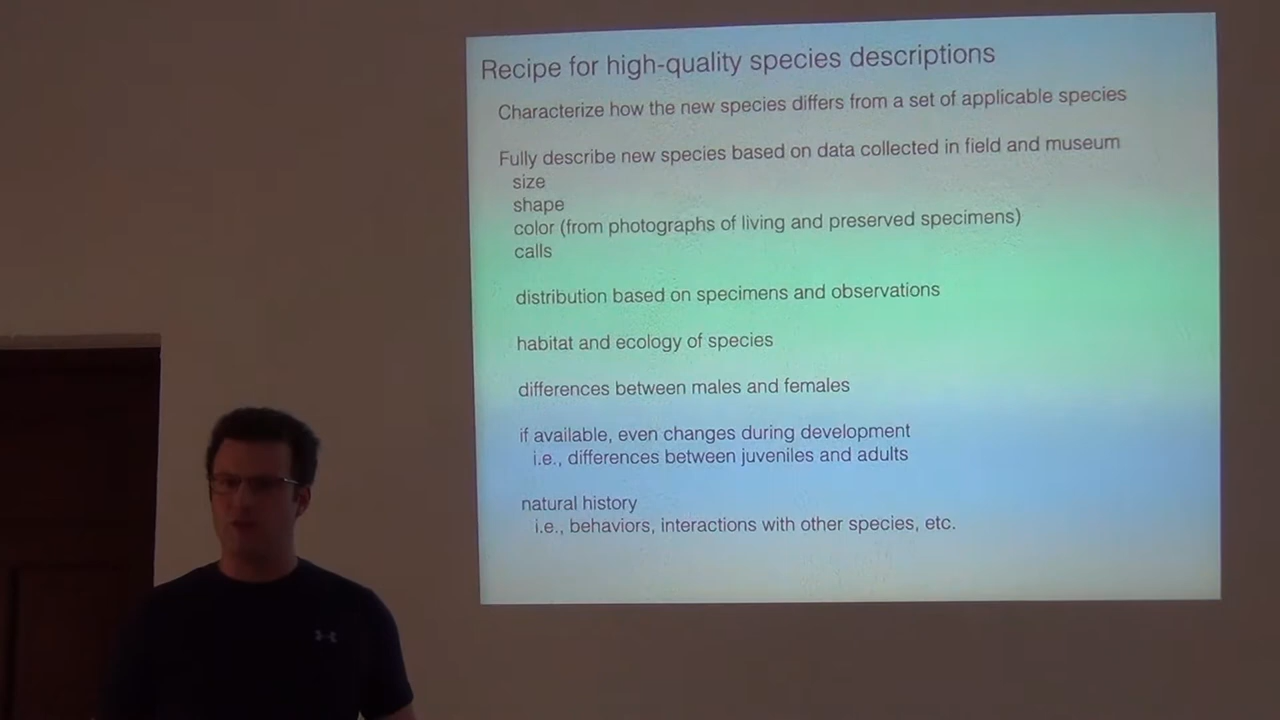 Recipe for high-quality species descriptions
Characterize how the new species differs from a set of applicable species
Fully describe new species based on data collected in field and museum
size
shape
color (from photographs of living and preserved specimens)
calls
distribution based on specimens and observations
habitat and ecology of species
differences between males and females
if available, even changes during development
i.e., differences between juveniles and adults
natural history
i.e., behaviors, interactions with other species, etc.